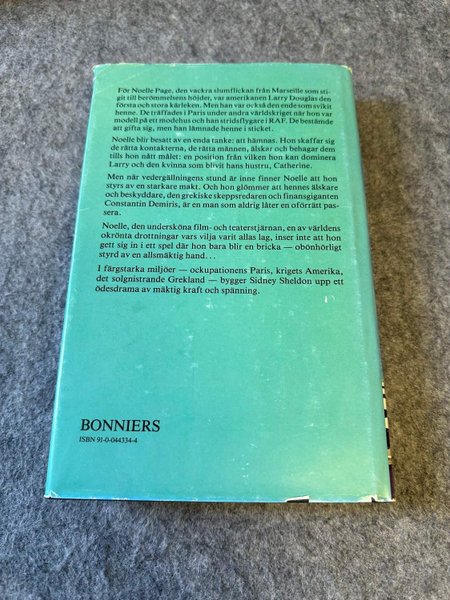 För Noelle Page, den vackra slumflickan från Marseille som sti-
git till berömmelsens höjder, var amerikanen Larry Douglas den
första och stora kärleken. Men han var också den ende som svikit
henne. De träffades i Paris under andra världskriget när hon var
modell på ett modehus och han stridsflygare i RAF. De bestämde
att gifta sig, men han lämnade henne i sticket.
Noelle blir besatt av en enda tanke: att hämnas. Hon skaffar sig
de rätta kontakterna, de rätta männen, älskar och behagar dem
tills hon nått målet: en position från vilken hon kan dominera
Larry och den kvinna som blivit hans hustru, Catherine.
Men när vedergällningens stund är inne finner Noelle att hon
styrs av en starkare makt. Och hon glömmer att hennes älskare
och beskyddare, den grekiske skeppsredaren och finansgiganten
Constantin Demiris, är en man som aldrig låter en oförrätt pas-
sera.
Noelle, den undersköna film- och teaterstjärnan, en av världens
okrönta drottningar vars vilja varit allas lag, inser inte att hon
gett sig in i ett spel där hon bara blir en bricka — obönhörligt
styrd av en allsmäktig hand . . .
I färgstarka miljöer — ockupationens Paris, krigets Amerika,
det solgnistrande Grekland — bygger Sidney Sheldon upp ett
ödesdrama av mäktig kraft och spänning.
BONNIERS
ISBN 91-0-044334-4